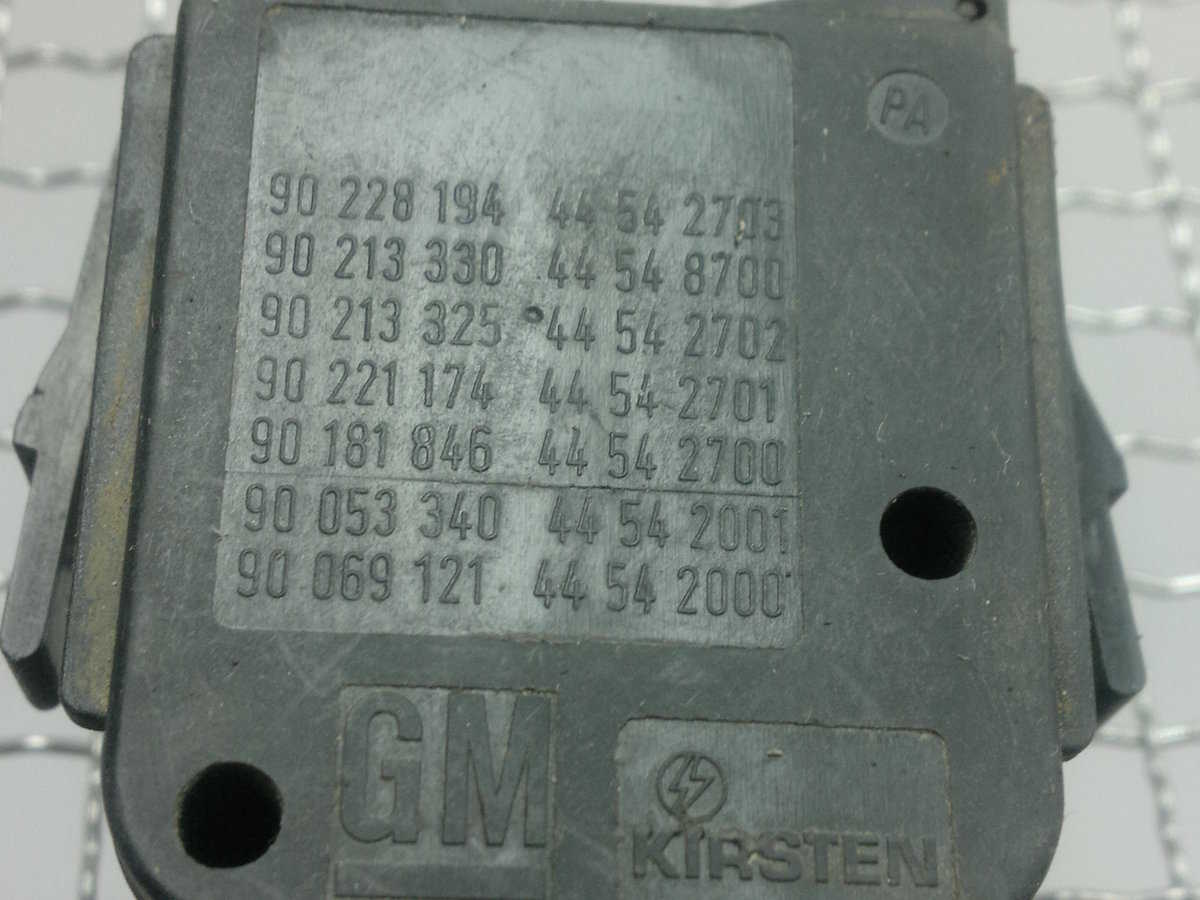 PA
90 228 194 44 54 2703
90 213 330 44 54 8700
90 213 325 44 54 2702
90 221 174 44 54 2701
90 181 846 44 54 2700
90 053 340 44 54 2001
90 069 121 44 54 2000
GM
KIRSTEN